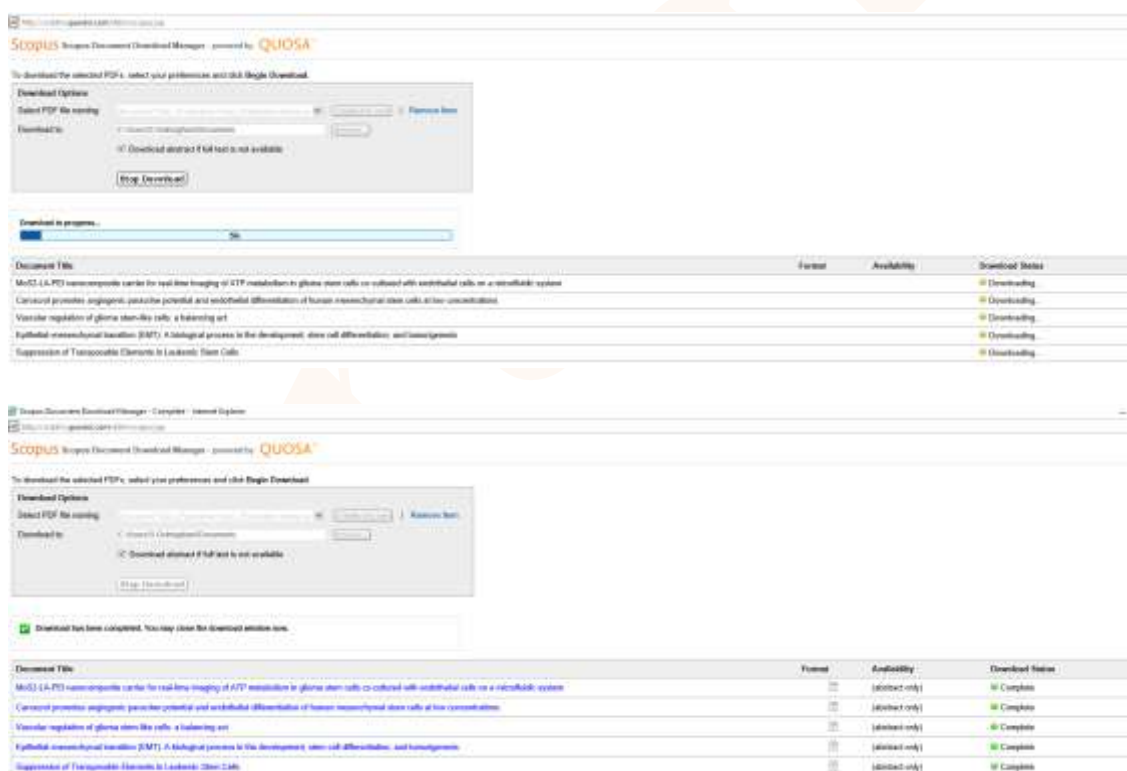 Scopus Scopus Document Download Manager - powered by QUOSA
To download the selected PDFs, select your preferences and click Begin Download.
Download Options
Select PDF file naming Remove Item
Download to
Download abstract if full text is not available
Stop Download
Download in progress...
5%
Document Title Format Availability Download Status
MoS2-LA-PEI nanocomposite carrier for real-time imaging of ATP metabolism in glioma stem cells co-cultured with endothelial cells on a microfluidic system Downloading...
Carvacrol promotes angiogenic paracrine potential and endothelial differentiation of human mesenchymal stem cells at low concentrations Downloading...
Vascular regulation of glioma stem-like cells: a balancing act Downloading...
Epithelial-mesenchymal transition (EMT): A biological process in the development, stem cell differentiation, and tumorigenesis Downloading...
Suppression of Transposable Elements in Leukemic Stem Cells Downloading...
Scopus Document Download Manager - Complete - Internet Explorer
Scopus Scopus Document Download Manager - powered by QUOSA
To download the selected PDFs, select your preferences and click Begin Download.
Download Options
Select PDF file naming Remove Item
Download to
Download abstract if full text is not available
Stop Download
Download has been completed. You may close the download window now.
Document Title Format Availability Download Status
MoS2-LA-PEI nanocomposite carrier for real-time imaging of ATP metabolism in glioma stem cells co-cultured with endothelial cells on a microfluidic system (abstract only) Complete
Carvacrol promotes angiogenic paracrine potential and endothelial differentiation of human mesenchymal stem cells at low concentrations (abstract only) Complete
Vascular regulation of glioma stem-like cells: a balancing act (abstract only) Complete
Epithelial-mesenchymal transition (EMT): A biological process in the development, stem cell differentiation, and tumorigenesis (abstract only) Complete
Suppression of Transposable Elements in Leukemic Stem Cells (abstract only) Complete